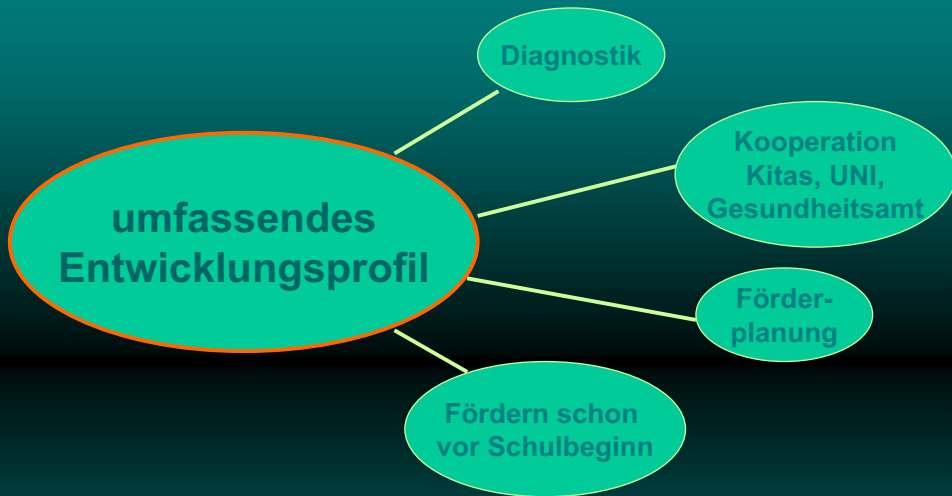 Diagnostik
Kooperation
Kitas, UNI,
Gesundheitsamt
umfassendes
Entwicklungsprofil
Förder-
planung
Fördern schon
vor Schulbeginn